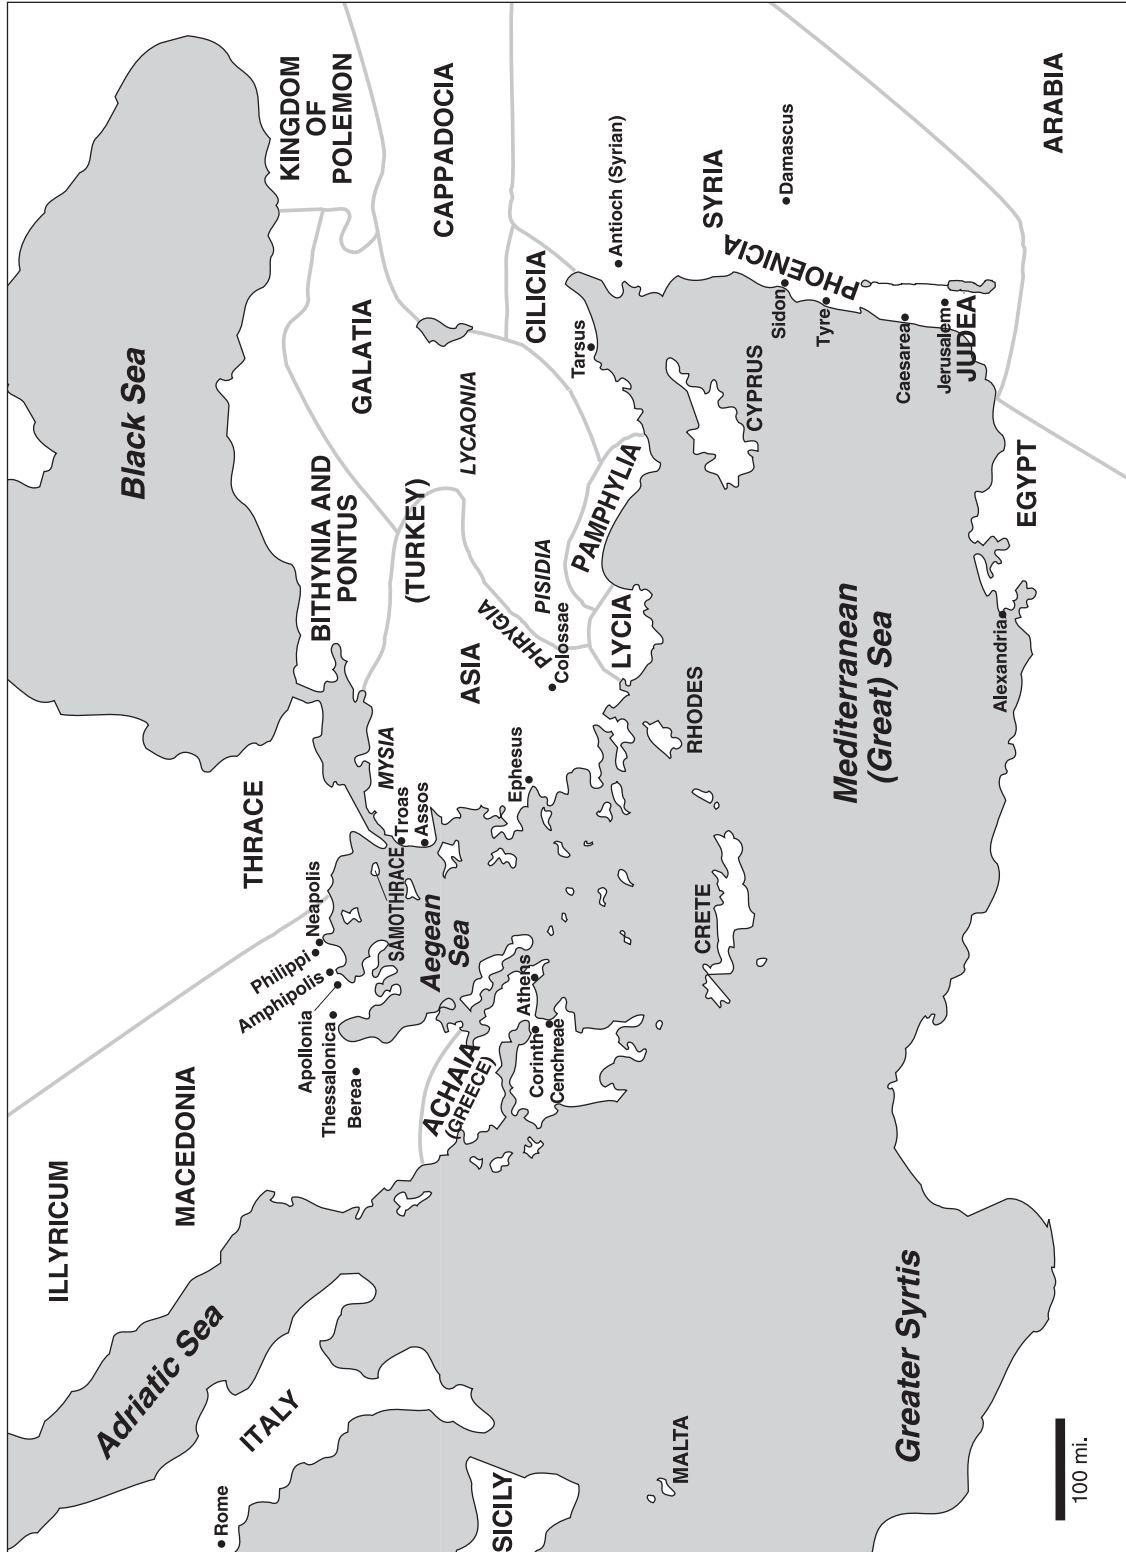 Black Sea
ILLYRICUM
MACEDONIA
THRACE
BITHYNIA AND
PONTUS
KINGDOM
OF
POLEMON
Adriatic Sea
ITALY
Rome
Philippi
Neapolis
Amphipolis
Apollonia
Thessalonica
Berea
SAMOTHRACE
Aegean
Sea
MYSIA
Troas
Assos
(TURKEY)
GALATIA
CAPPADOCIA
ASIA
LYCAONIA
PHRYGIA
PISIDIA
Colossae
Ephesus
ACHAIA
(GREECE)
Athens
Corinth
Cenchreae
SICILY
LYCIA
PAMPHYLIA
CILICIA
Tarsus
Antioch (Syrian)
SYRIA
Damascus
PHOENICIA
Sidon
Tyre
CYPRUS
RHODES
CRETE
MALTA
Mediterranean
(Great) Sea
Greater Syrtis
Caesarea
Jerusalem
JUDEA
Alexandria
EGYPT
ARABIA
100 mi.